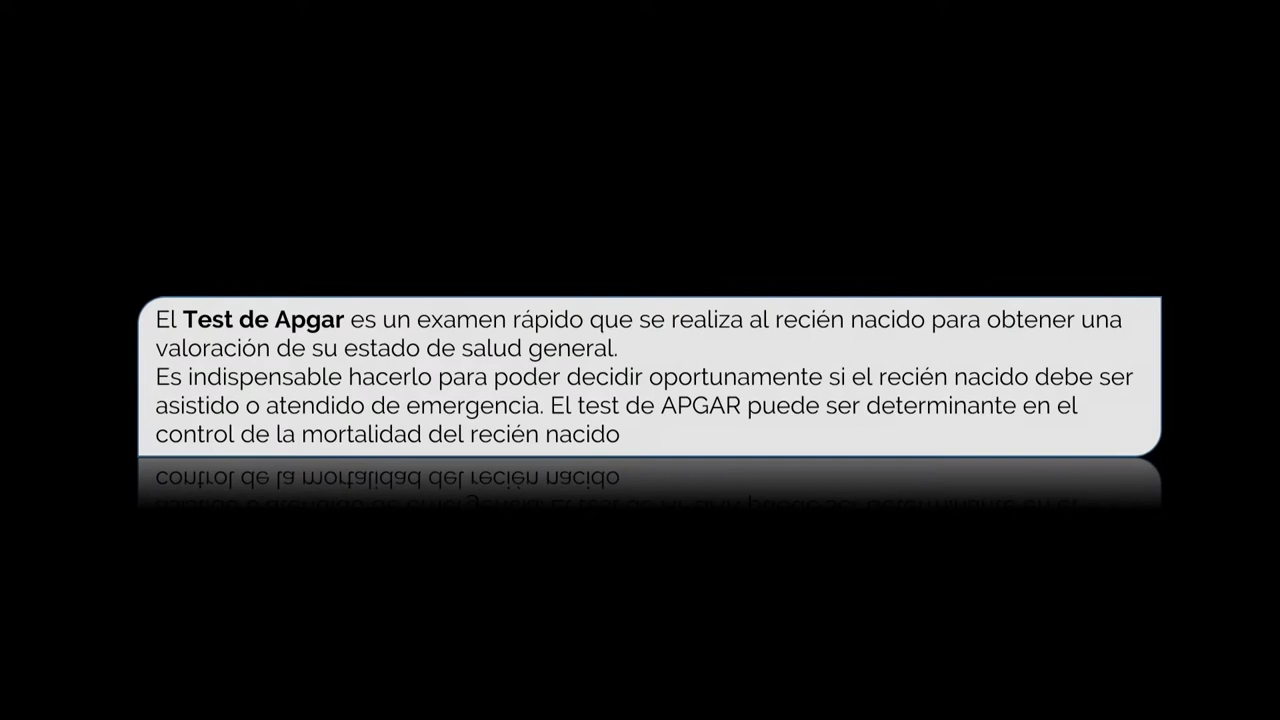 El Test de Apgar es un examen rápido que se realiza al recién nacido para obtener una
valoración de su estado de salud general.
Es indispensable hacerlo para poder decidir oportunamente si el recién nacido debe ser
asistido o atendido de emergencia. El test de APGAR puede ser determinante en el
control de la mortalidad del recién nacido